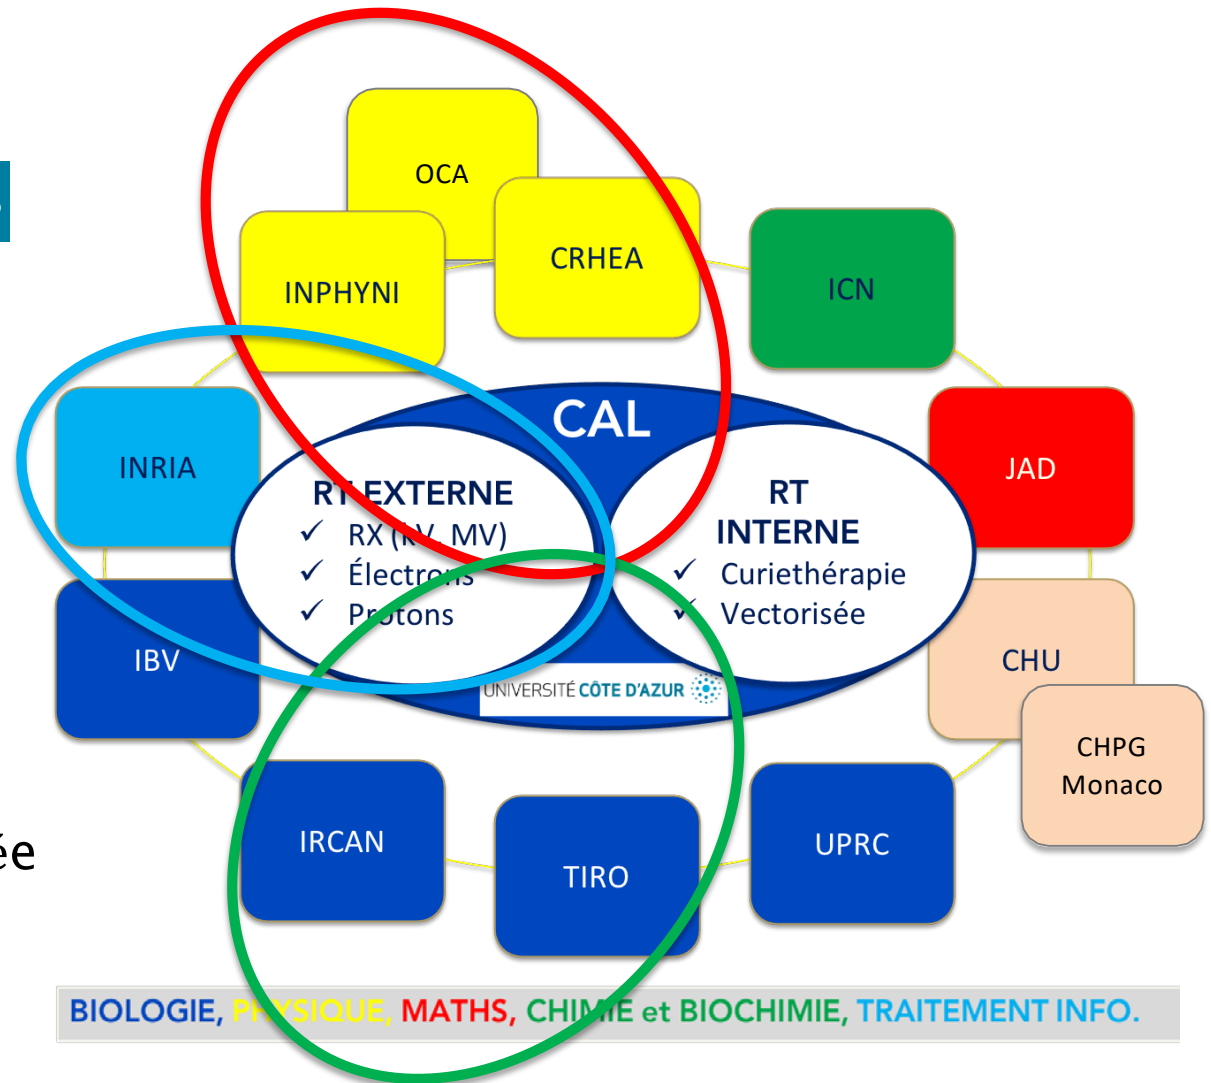 OCA
CRHEA
INPHYNI
ICN
CAL
INRIA
JAD
RT EXTERNE
✓ RX (kV, MV)
✓ Électrons
✓ Protons
RT
INTERNE
✓ Curiethérapie
✓ Vectorisée
IBV
CHU
UNIVERSITÉ CÔTE D'AZUR
CHPG
Monaco
IRCAN
TIRO
UPRC
ée
BIOLOGIE, PHYSIQUE, MATHS, CHIMIE et BIOCHIMIE, TRAITEMENT INFO.